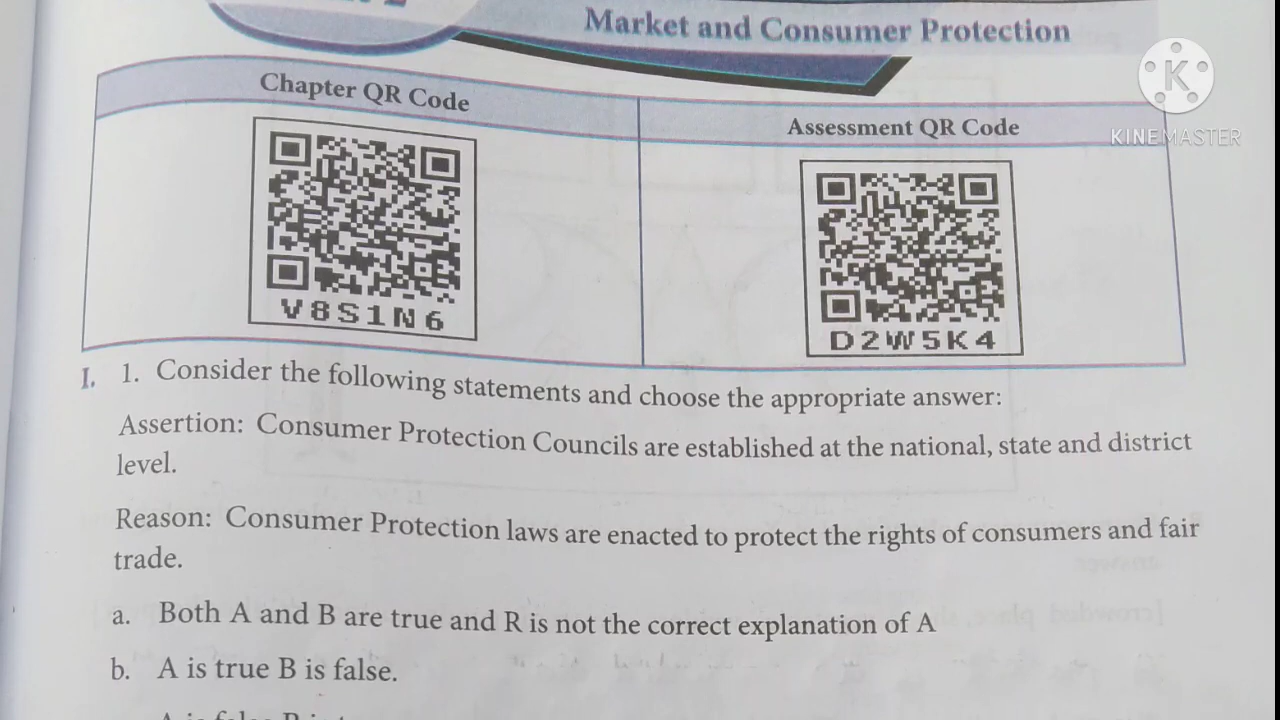 Market and Consumer Protection
K
KINEMASTER
Chapter QR Code
Assessment QR Code
V8S1N6
D2W5K4
I. 1. Consider the following statements and choose the appropriate answer:
Assertion: Consumer Protection Councils are established at the national, state and district
level.
Reason: Consumer Protection laws are enacted to protect the rights of consumers and fair
trade.
a. Both A and B are true and R is not the correct explanation of A
b. A is true B is false.